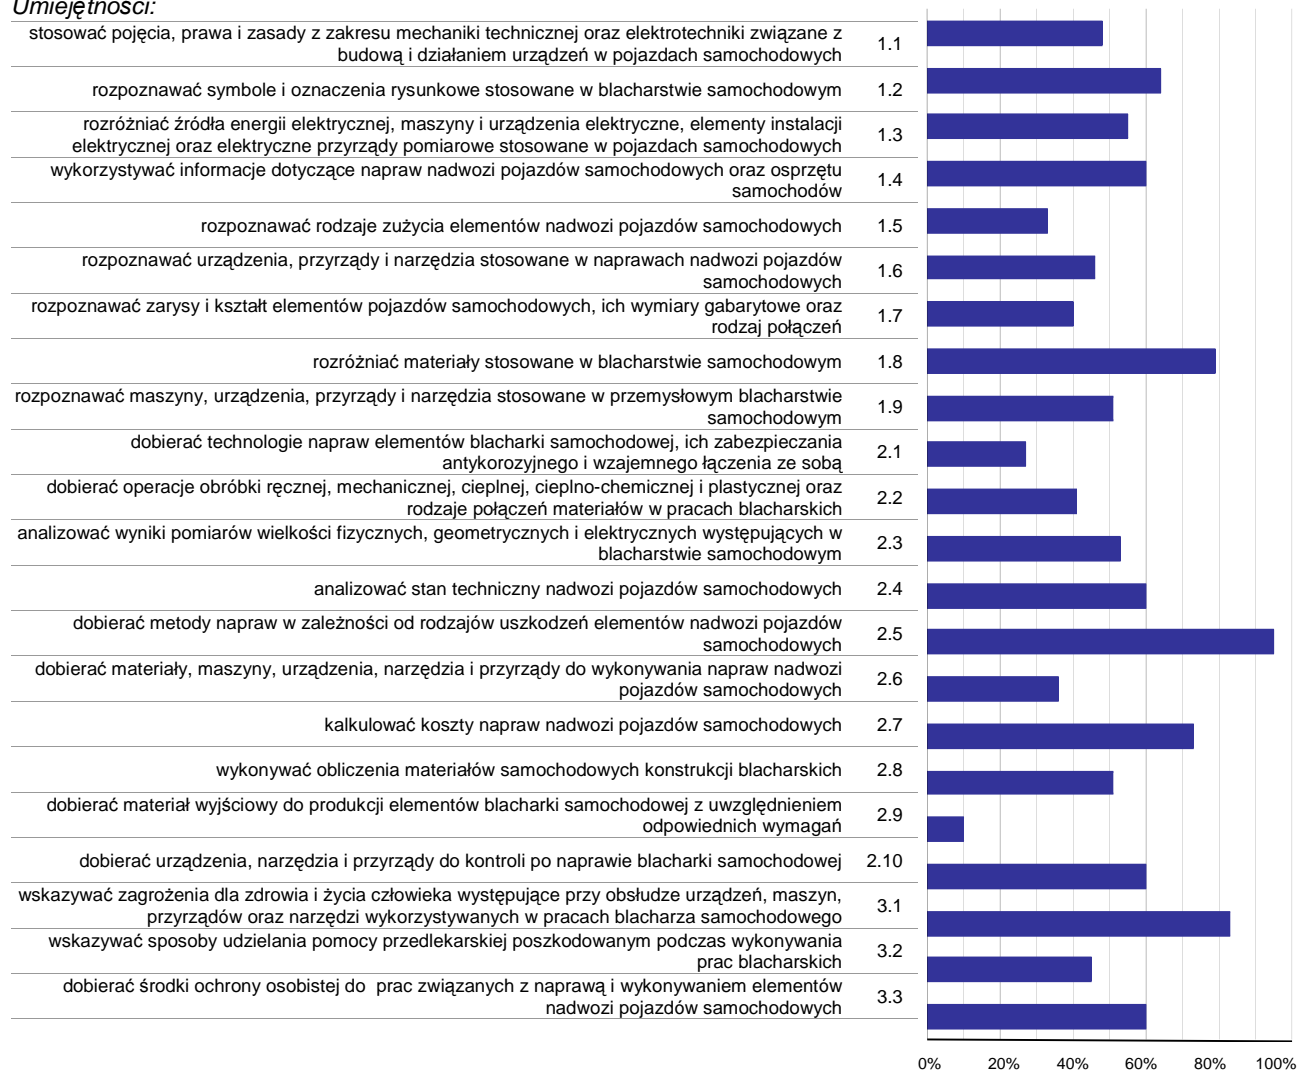 Umiejętności:
stosować pojęcia, prawa i zasady z zakresu mechaniki technicznej oraz elektrotechniki związane z
budową i działaniem urządzeń w pojazdach samochodowych
1.1
rozpoznawać symbole i oznaczenia rysunkowe stosowane w blacharstwie samochodowym
1.2
rozróżniać źródła energii elektrycznej, maszyny i urządzenia elektryczne, elementy instalacji
elektrycznej oraz elektryczne przyrządy pomiarowe stosowane w pojazdach samochodowych
1.3
wykorzystywać informacje dotyczące napraw nadwozi pojazdów samochodowych oraz osprzętu
samochodów
1.4
rozpoznawać rodzaje zużycia elementów nadwozi pojazdów samochodowych
1.5
rozpoznawać urządzenia, przyrządy i narzędzia stosowane w naprawach nadwozi pojazdów
samochodowych
1.6
rozpoznawać zarysy i kształt elementów pojazdów samochodowych, ich wymiary gabarytowe oraz
rodzaj połączeń
1.7
rozróżniać materiały stosowane w blacharstwie samochodowym
1.8
rozpoznawać maszyny, urządzenia, przyrządy i narzędzia stosowane w przemysłowym blacharstwie
samochodowym
1.9
dobierać technologie napraw elementów blacharki samochodowej, ich zabezpieczania
antykorozyjnego i wzajemnego łączenia ze sobą
2.1
dobierać operacje obróbki ręcznej, mechanicznej, cieplnej, cieplno-chemicznej i plastycznej oraz
rodzaje połączeń materiałów w pracach blacharskich
2.2
analizować wyniki pomiarów wielkości fizycznych, geometrycznych i elektrycznych występujących w
blacharstwie samochodowym
2.3
analizować stan techniczny nadwozi pojazdów samochodowych
2.4
dobierać metody napraw w zależności od rodzajów uszkodzeń elementów nadwozi pojazdów
samochodowych
2.5
dobierać materiały, maszyny, urządzenia, narzędzia i przyrządy do wykonywania napraw nadwozi
pojazdów samochodowych
2.6
kalkulować koszty napraw nadwozi pojazdów samochodowych
2.7
wykonywać obliczenia materiałów samochodowych konstrukcji blacharskich
2.8
dobierać materiał wyjściowy do produkcji elementów blacharki samochodowej z uwzględnieniem
odpowiednich wymagań
2.9
dobierać urządzenia, narzędzia i przyrządy do kontroli po naprawie blacharki samochodowej
2.10
wskazywać zagrożenia dla zdrowia i życia człowieka występujące przy obsłudze urządzeń, maszyn,
przyrządów oraz narzędzi wykorzystywanych w pracach blacharza samochodowego
3.1
wskazywać sposoby udzielania pomocy przedlekarskiej poszkodowanym podczas wykonywania
prac blacharskich
3.2
dobierać środki ochrony osobistej do  prac związanych z naprawą i wykonywaniem elementów
nadwozi pojazdów samochodowych
3.3
0% 20% 40% 60% 80% 100%